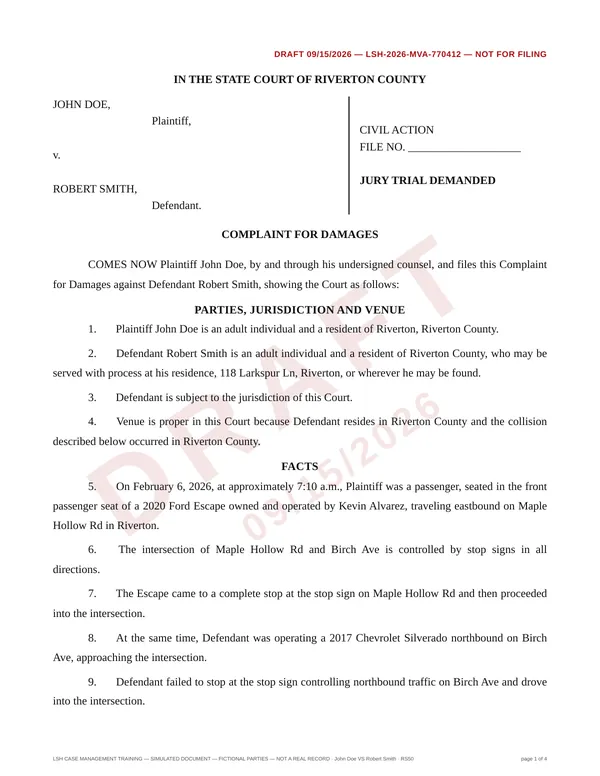 DRAFT 09/15/2026 — LSH-2026-MVA-770412 — NOT FOR FILING
IN THE STATE COURT OF RIVERTON COUNTY
JOHN DOE,
Plaintiff,
v.
ROBERT SMITH,
Defendant.
CIVIL ACTION
FILE NO. ____________________
JURY TRIAL DEMANDED
COMPLAINT FOR DAMAGES
COMES NOW Plaintiff John Doe, by and through his undersigned counsel, and files this Complaint
for Damages against Defendant Robert Smith, showing the Court as follows:
PARTIES, JURISDICTION AND VENUE
1. Plaintiff John Doe is an adult individual and a resident of Riverton, Riverton County.
2. Defendant Robert Smith is an adult individual and a resident of Riverton County, who may be
served with process at his residence, 118 Larkspur Ln, Riverton, or wherever he may be found.
3. Defendant is subject to the jurisdiction of this Court.
4. Venue is proper in this Court because Defendant resides in Riverton County and the collision
described below occurred in Riverton County.
FACTS
5. On February 6, 2026, at approximately 7:10 a.m., Plaintiff was a passenger, seated in the front
passenger seat of a 2020 Ford Escape owned and operated by Kevin Alvarez, traveling eastbound on Maple
Hollow Rd in Riverton.
6. The intersection of Maple Hollow Rd and Birch Ave is controlled by stop signs in all
directions.
7. The Escape came to a complete stop at the stop sign on Maple Hollow Rd and then proceeded
into the intersection.
8. At the same time, Defendant was operating a 2017 Chevrolet Silverado northbound on Birch
Ave, approaching the intersection.
9. Defendant failed to stop at the stop sign controlling northbound traffic on Birch Ave and drove
into the intersection.
DRAFT
09/15/2026
LSH CASE MANAGEMENT TRAINING — SIMULATED DOCUMENT — FICTIONAL PARTIES — NOT A REAL RECORD · John Doe VS Robert Smith · RS50
page 1 of 4